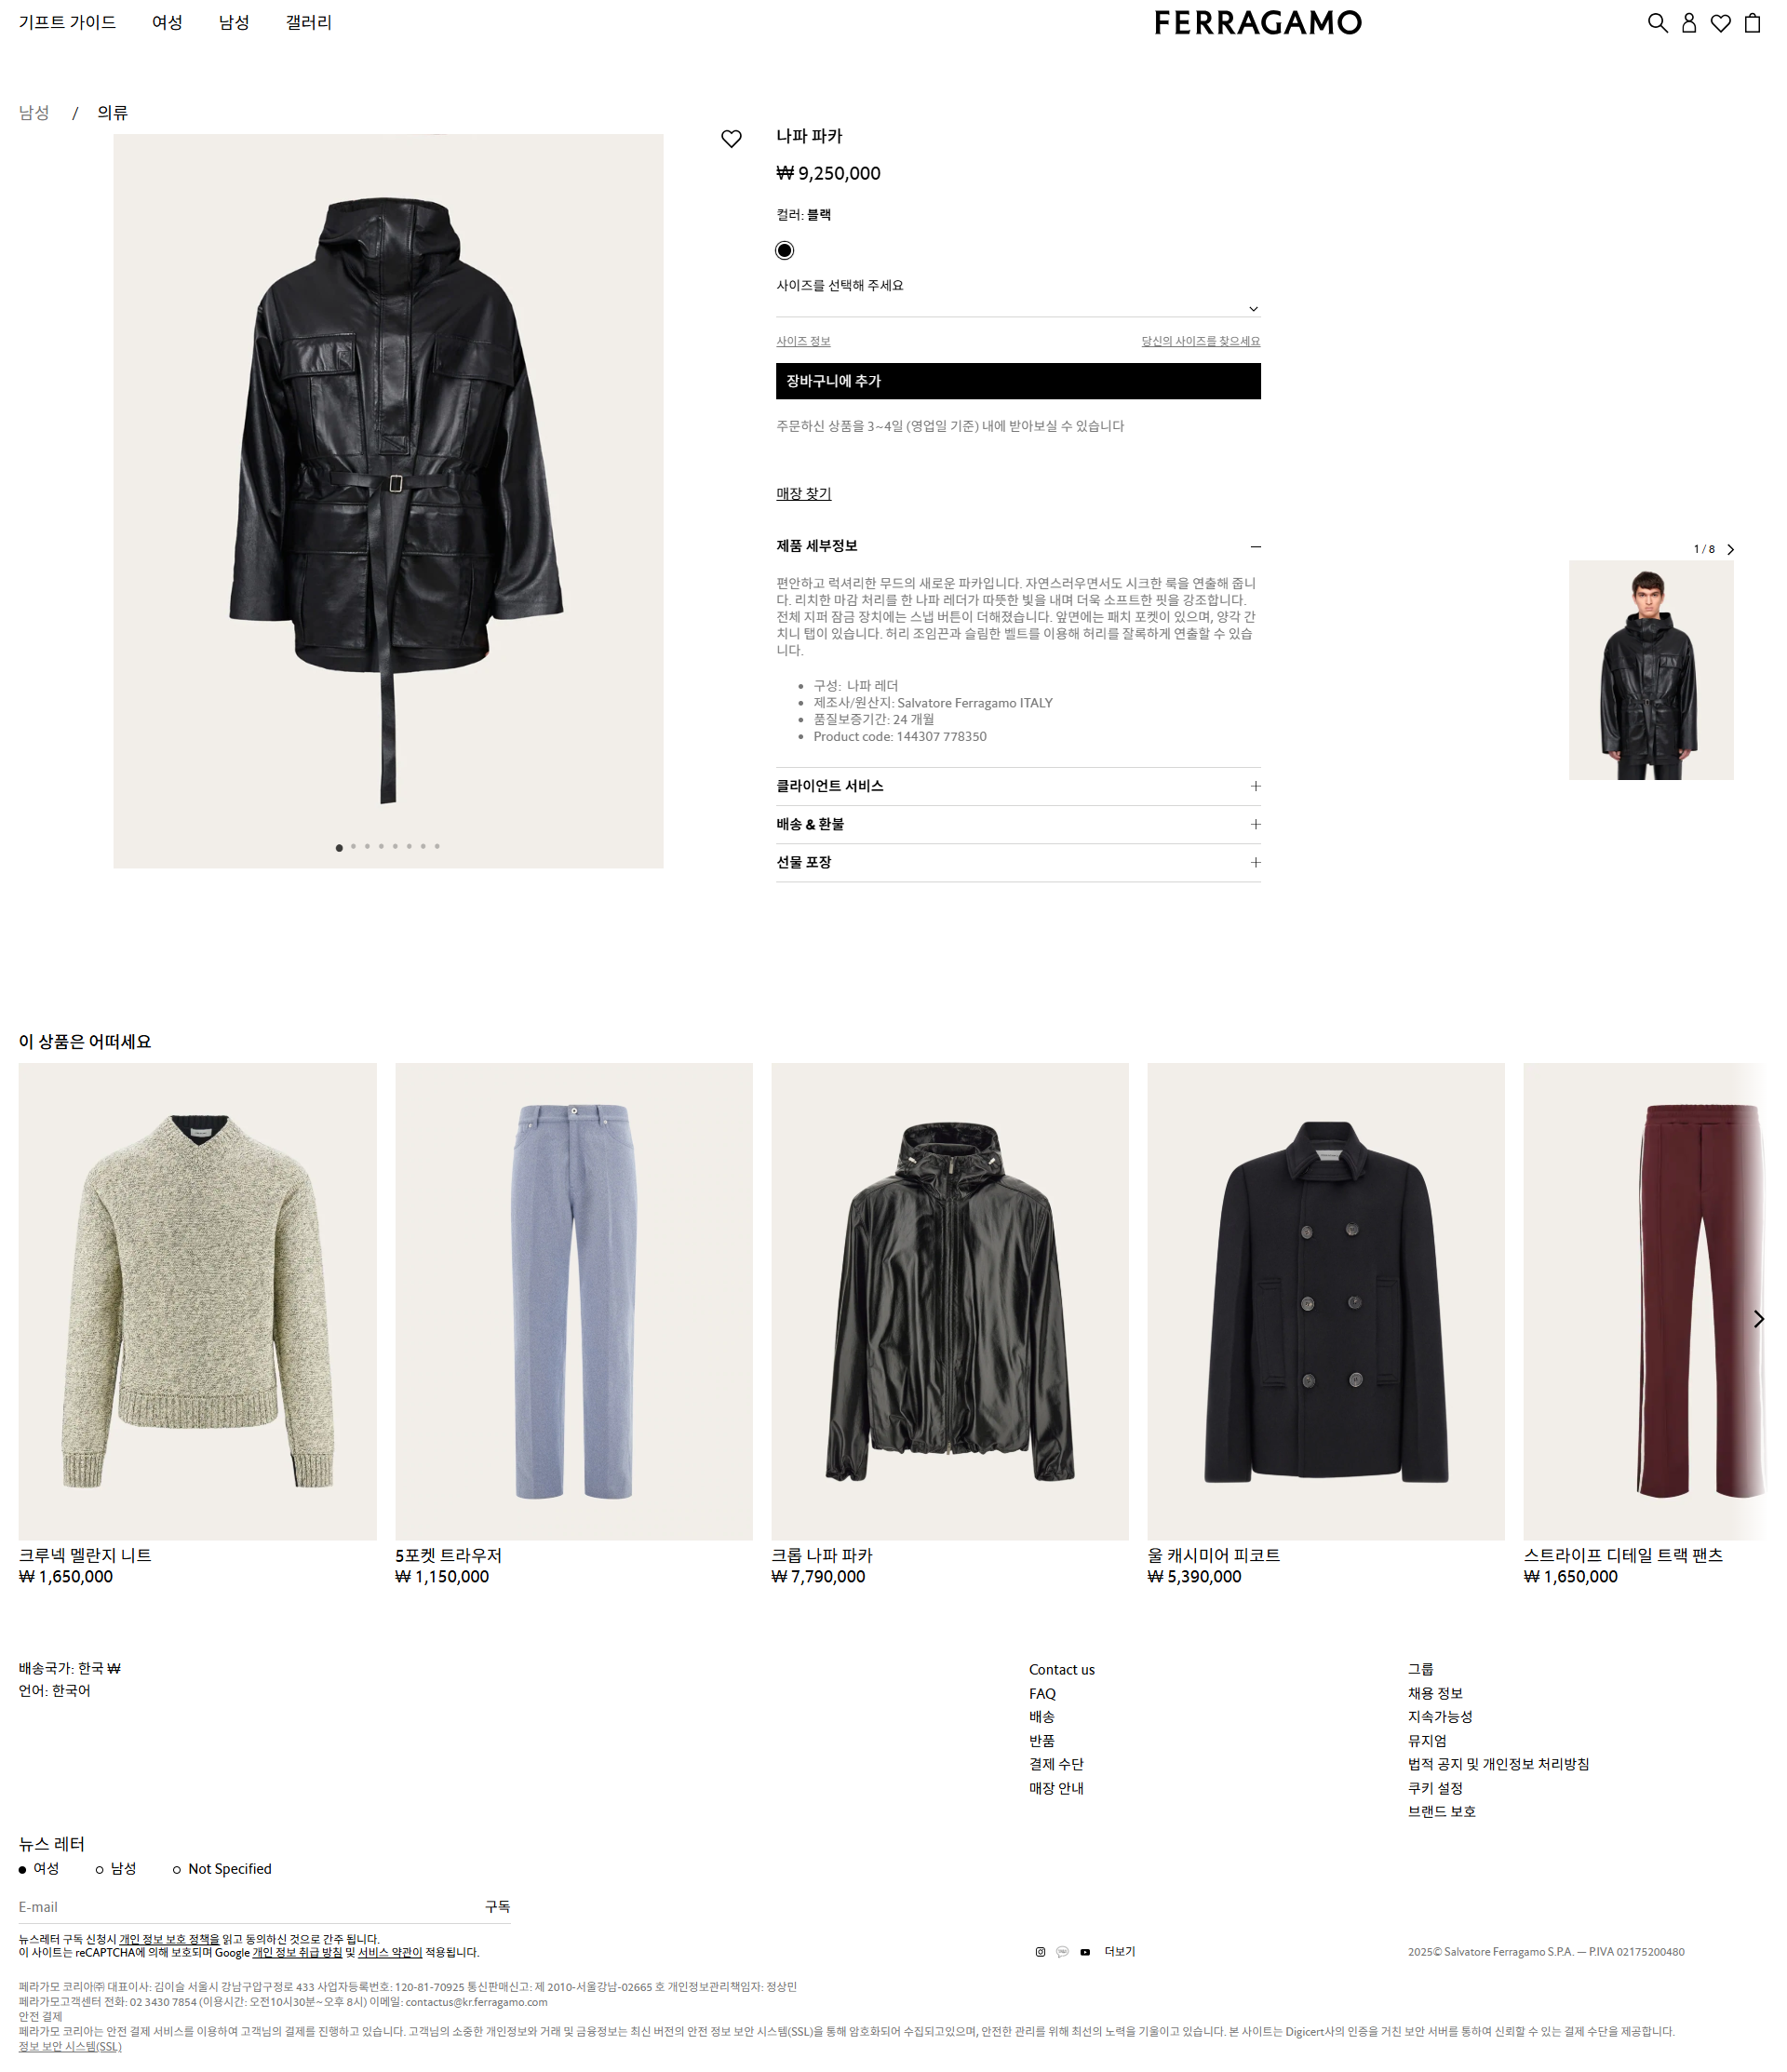 기프트 가이드 여성 남성 갤러리
FERRAGAMO
남성 / 의류
나파 파카
₩ 9,250,000
컬러: 블랙
사이즈를 선택해 주세요
사이즈 정보 당신의 사이즈를 찾으세요
장바구니에 추가
주문하신 상품을 3~4일 (영업일 기준) 내에 받아보실 수 있습니다
매장 찾기
제품 세부정보
편안하고 럭셔리한 무드의 새로운 파카입니다. 자연스러우면서도 시크한 룩을 연출해 줍니
다. 리치한 마감 처리를 한 나파 레더가 따뜻한 빛을 내며 더욱 소프트한 핏을 강조합니다.
전체 지퍼 잠금 장치에는 스냅 버튼이 더해졌습니다. 앞면에는 패치 포켓이 있으며, 양각 간
치니 탭이 있습니다. 허리 조임끈과 슬림한 벨트를 이용해 허리를 잘록하게 연출할 수 있습
니다.
• 구성: 나파 레더
• 제조사/원산지: Salvatore Ferragamo ITALY
• 품질보증기간: 24 개월
• Product code: 144307 778350
클라이언트 서비스
배송 & 환불
선물 포장
1 / 8
이 상품은 어떠세요
크루넥 멜란지 니트
₩ 1,650,000
5포켓 트라우저
₩ 1,150,000
크롭 나파 파카
₩ 7,790,000
울 캐시미어 피코트
₩ 5,390,000
스트라이프 디테일 트랙 팬츠
₩ 1,650,000
배송국가: 한국 ₩
언어: 한국어
Contact us
FAQ
배송
반품
결제 수단
매장 안내
그룹
채용 정보
지속가능성
뮤지엄
법적 공지 및 개인정보 처리방침
쿠키 설정
브랜드 보호
뉴스 레터
여성 남성 Not Specified
E-mail 구독
뉴스레터 구독 신청시 개인 정보 보호 정책을 읽고 동의하신 것으로 간주 됩니다.
이 사이트는 reCAPTCHA에 의해 보호되며 Google 개인 정보 취급 방침 및 서비스 약관이 적용됩니다.
더보기
2025© Salvatore Ferragamo S.P.A. — P.IVA 02175200480
페라가모 코리아㈜ 대표이사: 김이슬 서울시 강남구압구정로 433 사업자등록번호: 120-81-70925 통신판매신고: 제 2010-서울강남-02665 호 개인정보관리책임자: 정상민
페라가모고객센터 전화: 02 3430 7854 (이용시간: 오전10시30분~오후 8시) 이메일: contactus@kr.ferragamo.com
안전 결제
페라가모 코리아는 안전 결제 서비스를 이용하여 고객님의 결제를 진행하고 있습니다. 고객님의 소중한 개인정보와 거래 및 금융정보는 최신 버전의 안전 정보 보안 시스템(SSL)을 통해 암호화되어 수집되고있으며, 안전한 관리를 위해 최선의 노력을 기울이고 있습니다. 본 사이트는 Digicert사의 인증을 거친 보안 서버를 통하여 신뢰할 수 있는 결제 수단을 제공합니다.
정보 보안 시스템(SSL)